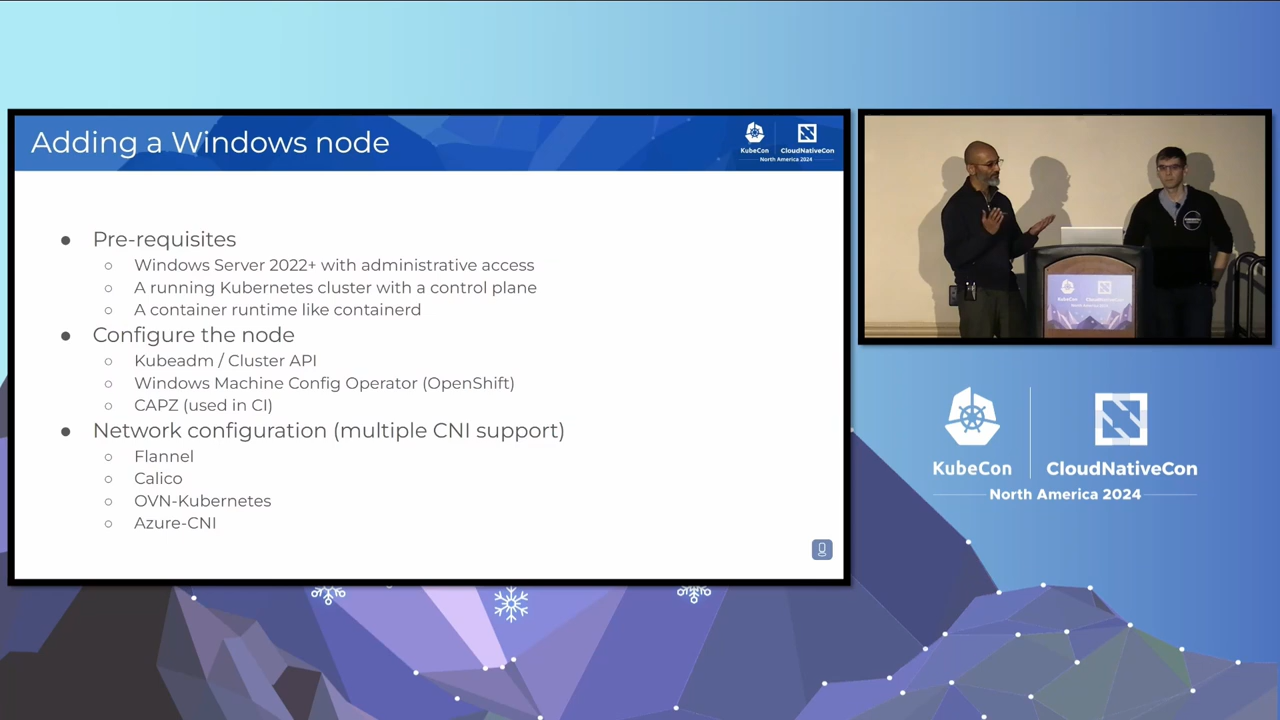 Adding a Windows node
KubeCon
CloudNativeCon
North America 2024
● Pre-requisites
○ Windows Server 2022+ with administrative access
○ A running Kubernetes cluster with a control plane
○ A container runtime like containerd
● Configure the node
○ Kubeadm / Cluster API
○ Windows Machine Config Operator (OpenShift)
○ CAPZ (used in CI)
● Network configuration (multiple CNI support)
○ Flannel
○ Calico
○ OVN-Kubernetes
○ Azure-CNI
KubeCon
CloudNativeCon
North America 2024